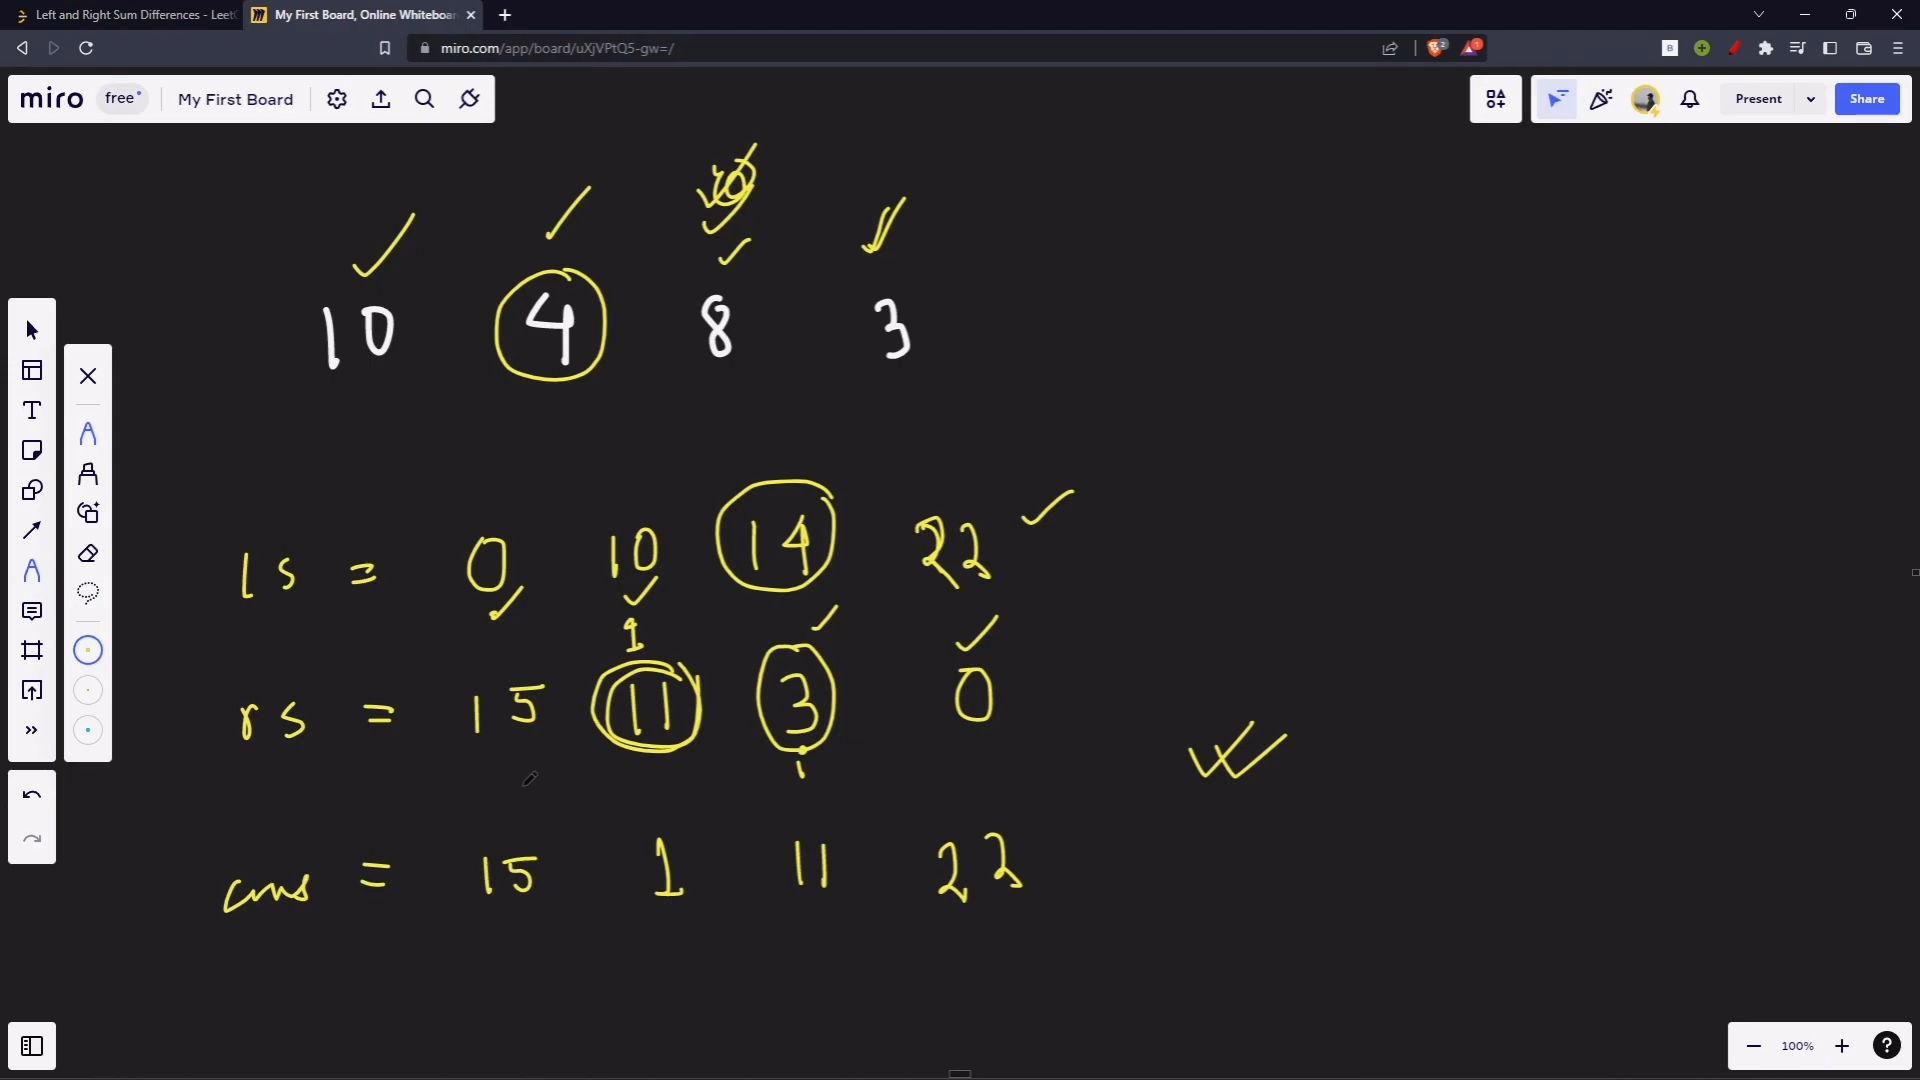 Left and Right Sum Differences - Leet
My First Board, Online Whiteboa
miro.com/app/board/uXjVPtQ5-gw=/
miro free My First Board
Present Share
10 4 8 3
ls = 0 10 14 22
1
rs = 15 11 3 0
ans = 15 1 11 22
100%